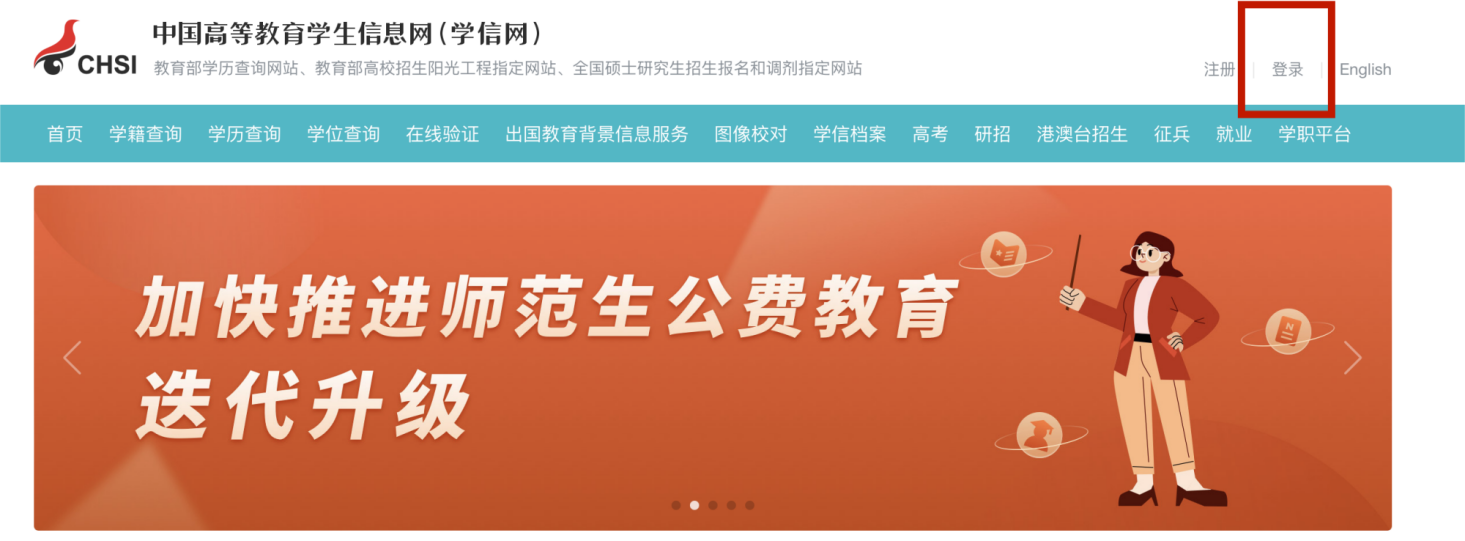 中国高等教育学生信息网(学信网)
CHSI
教育部学历查询网站、教育部高校招生阳光工程指定网站、全国硕士研究生招生报名和调剂指定网站
注册 | 登录 | English
首页 学籍查询 学历查询 学位查询 在线验证 出国教育背景信息服务 图像校对 学信档案 高考 研招 港澳台招生 征兵 就业 学职平台
加快推进师范生公费教育
迭代升级
N